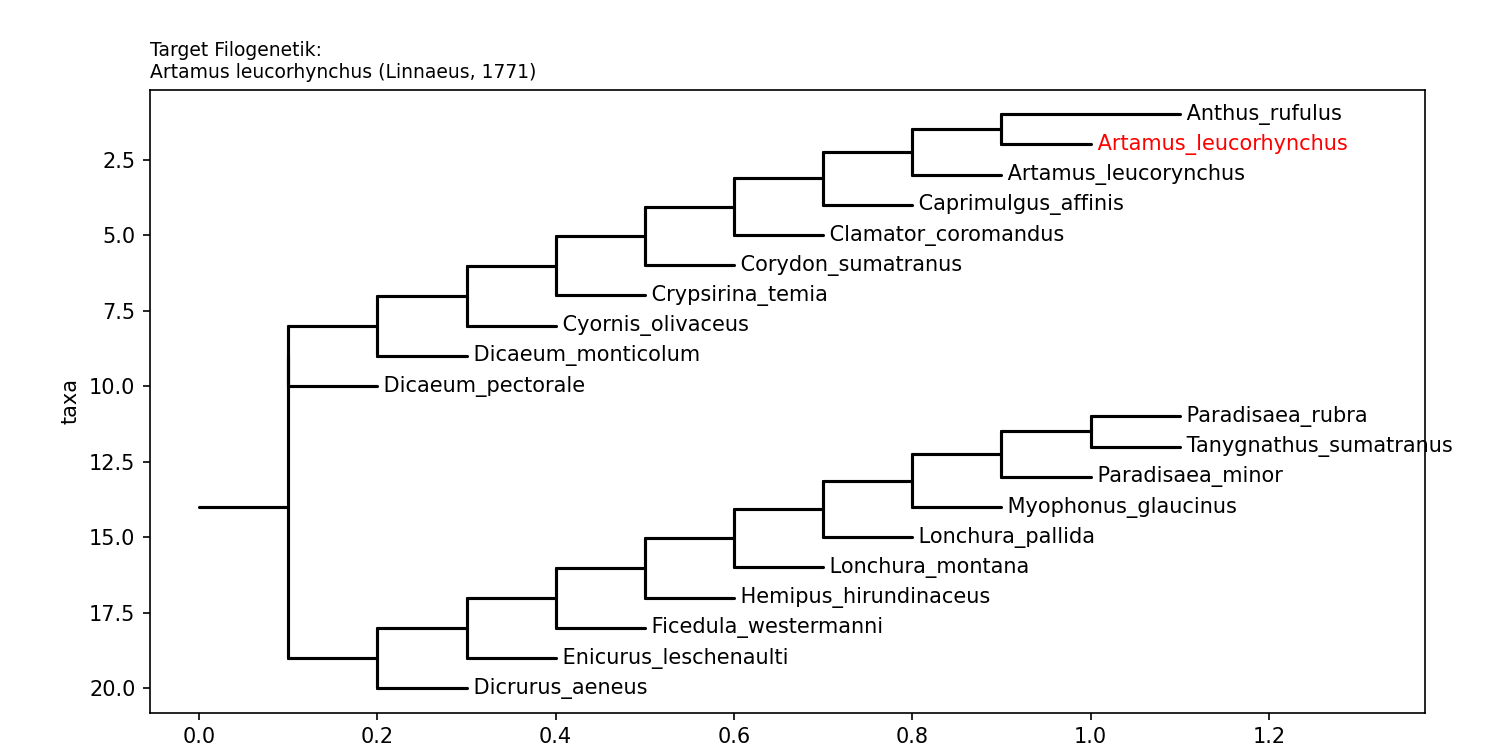 Target Filogenetik:
Artamus leucorhynchus (Linnaeus, 1771)
Anthus_rufulus
Artamus_leucorhynchus
2.5
Artamus_leucorynchus
Caprimulgus_affinis
5.0
Clamator_coromandus
Corydon_sumatranus
Crypsirina_temia
7.5
Cyornis_olivaceus
Dicaeum_monticolum
10.0
Dicaeum_pectorale
taxa
Paradisaea_rubra
Tanygnathus_sumatranus
12.5
Paradisaea_minor
Myophonus_glaucinus
15.0
Lonchura_pallida
Lonchura_montana
Hemipus_hirundinaceus
17.5
Ficedula_westermanni
Enicurus_leschenaulti
20.0
Dicrurus_aeneus
0.0 0.2 0.4 0.6 0.8 1.0 1.2